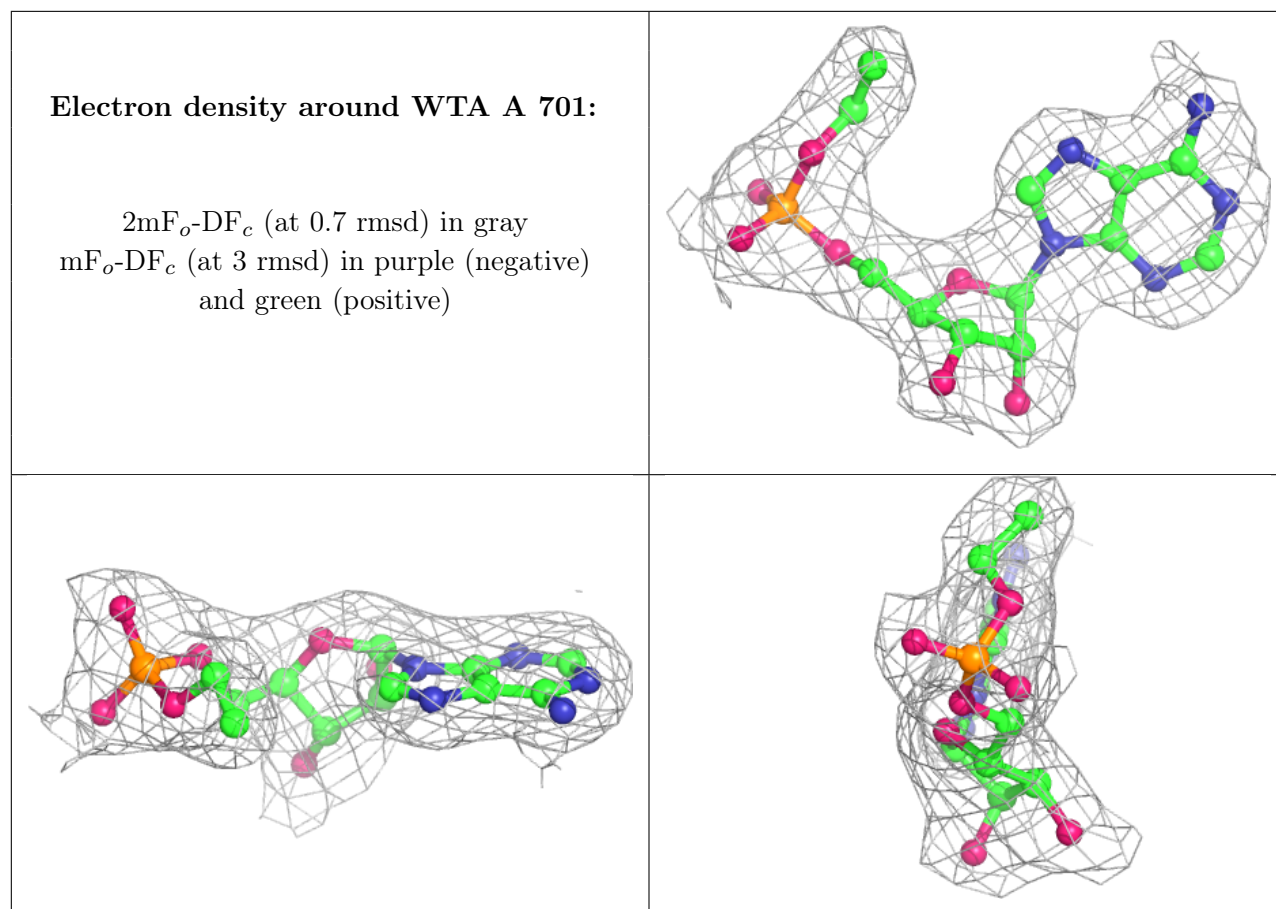 Electron density around WTA A 701:
2mFo-DFc (at 0.7 rmsd) in gray
mFo-DFc (at 3 rmsd) in purple (negative)
and green (positive)